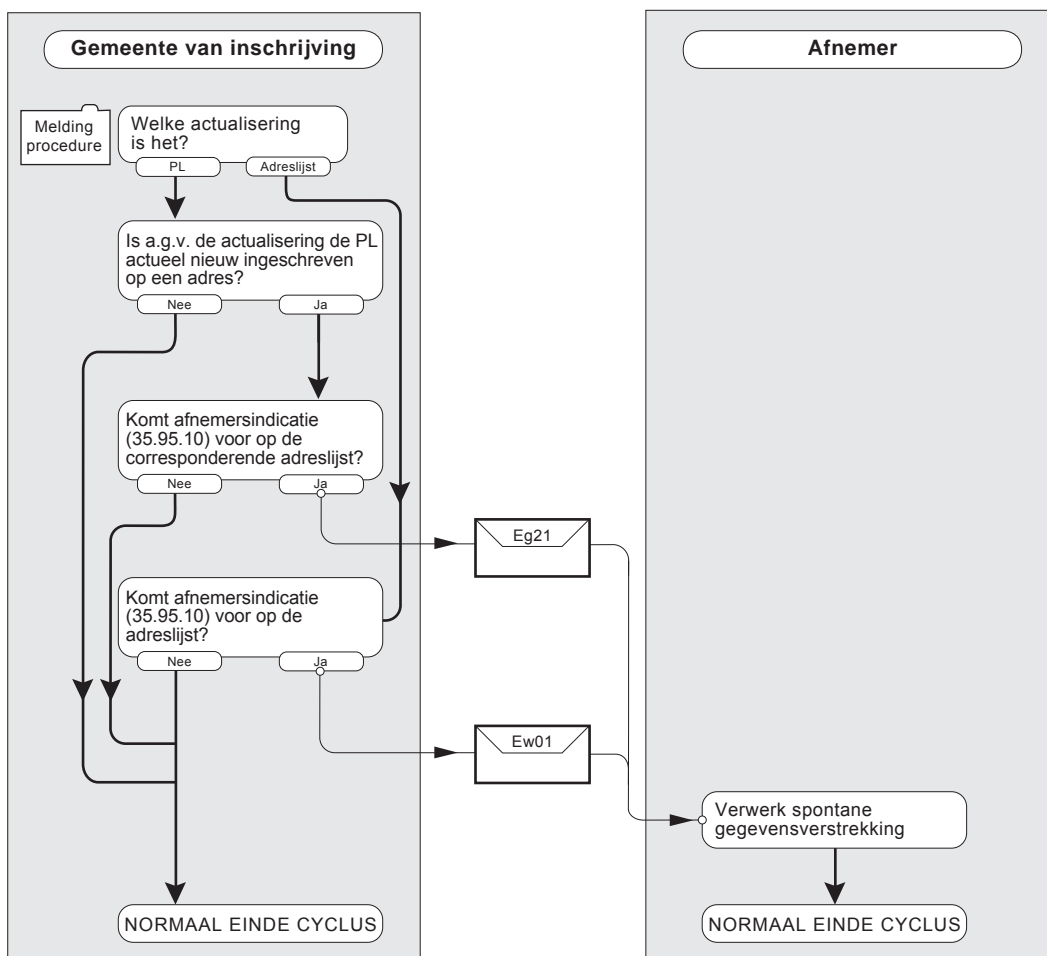 Gemeente van inschrijving
Afnemer
Melding
procedure
Welke actualisering
is het?
PL
Adreslijst
Is a.g.v. de actualisering de PL
actueel nieuw ingeschreven
op een adres?
Nee
Ja
Komt afnemersindicatie
(35.95.10) voor op de
corresponderende adreslijst?
Nee
Ja
Eg21
Komt afnemersindicatie
(35.95.10) voor op de
adreslijst?
Nee
Ja
Ew01
Verwerk spontane
gegevensverstrekking
NORMAAL EINDE CYCLUS
NORMAAL EINDE CYCLUS